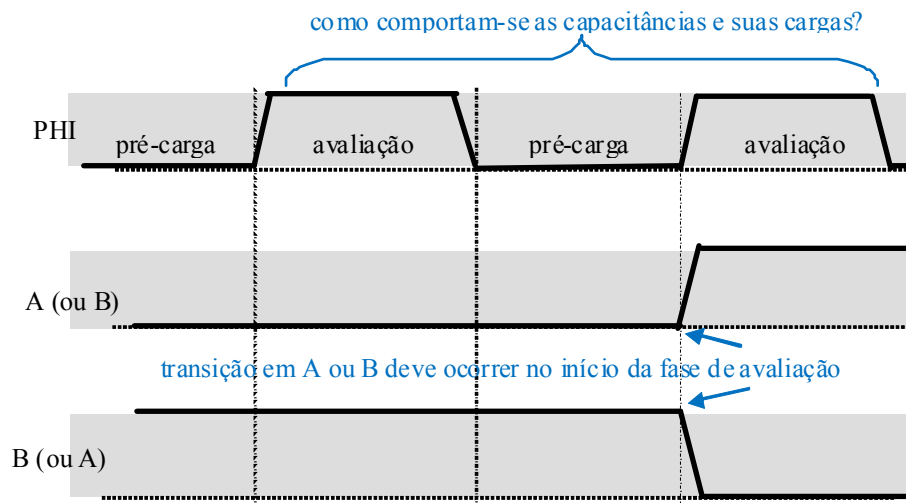 como comportam-se as capacitâncias e suas cargas?
PHI
pré-carga avaliação pré-carga avaliação
A (ou B)
transição em A ou B deve ocorrer no início da fase de avaliação
B (ou A)